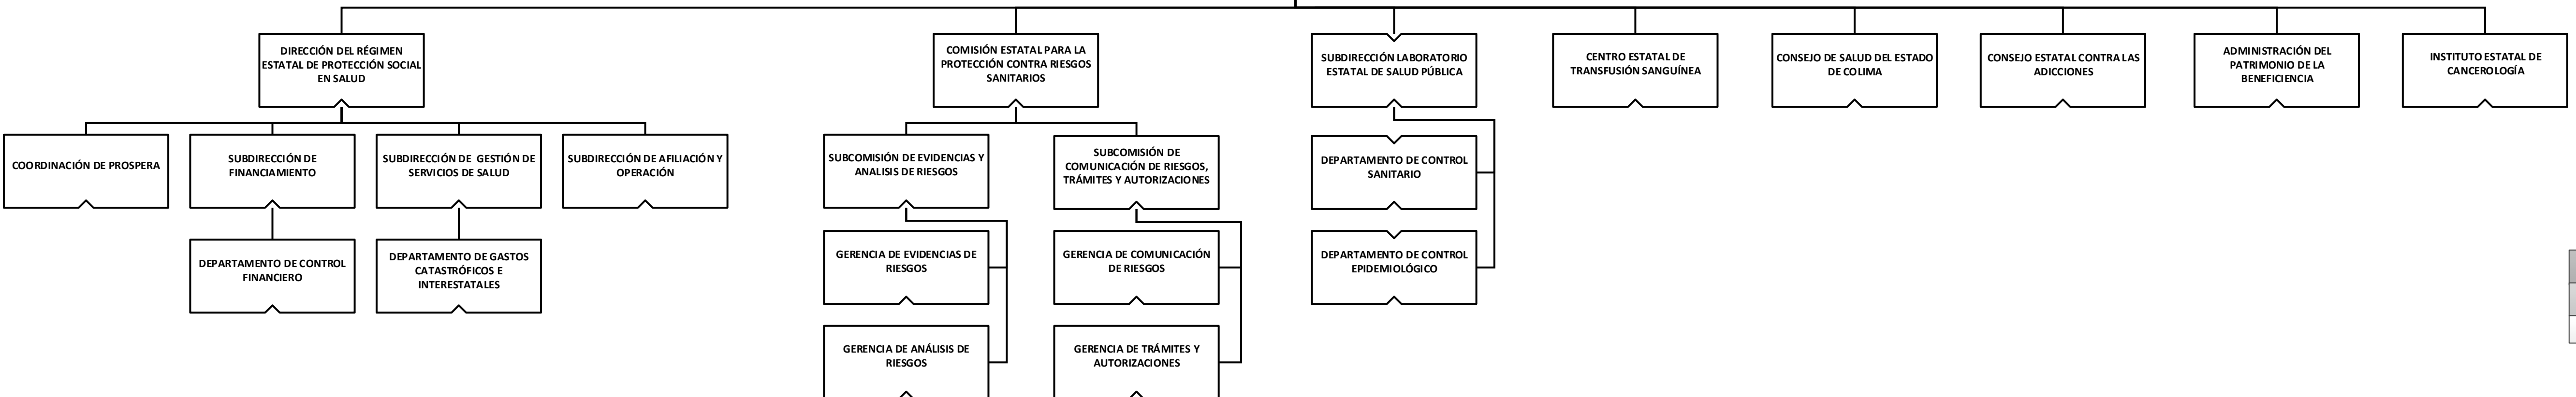 DIRECCIÓN DEL RÉGIMEN
ESTATAL DE PROTECCIÓN SOCIAL
EN SALUD
COMISIÓN ESTATAL PARA LA
PROTECCIÓN CONTRA RIESGOS
SANITARIOS
SUBDIRECCIÓN LABORATORIO
ESTATAL DE SALUD PÚBLICA
CENTRO ESTATAL DE
TRANSFUSIÓN SANGUÍNEA
CONSEJO DE SALUD DEL ESTADO
DE COLIMA
CONSEJO ESTATAL CONTRA LAS
ADICCIONES
ADMINISTRACIÓN DEL
PATRIMONIO DE LA
BENEFICIENCIA
INSTITUTO ESTATAL DE
CANCEROLOGÍA
COORDINACIÓN DE PROSPERA
SUBDIRECCIÓN DE
FINANCIAMIENTO
SUBDIRECCIÓN DE GESTIÓN DE
SERVICIOS DE SALUD
SUBDIRECCIÓN DE AFILIACIÓN Y
OPERACIÓN
SUBCOMISIÓN DE EVIDENCIAS Y
ANALISIS DE RIESGOS
SUBCOMISIÓN DE
COMUNICACIÓN DE RIESGOS,
TRÁMITES Y AUTORIZACIONES
DEPARTAMENTO DE CONTROL
SANITARIO
DEPARTAMENTO DE CONTROL
FINANCIERO
DEPARTAMENTO DE GASTOS
CATASTRÓFICOS E
INTERESTATALES
GERENCIA DE EVIDENCIAS DE
RIESGOS
GERENCIA DE COMUNICACIÓN
DE RIESGOS
DEPARTAMENTO DE CONTROL
EPIDEMIOLÓGICO
GERENCIA DE ANÁLISIS DE
RIESGOS
GERENCIA DE TRÁMITES Y
AUTORIZACIONES